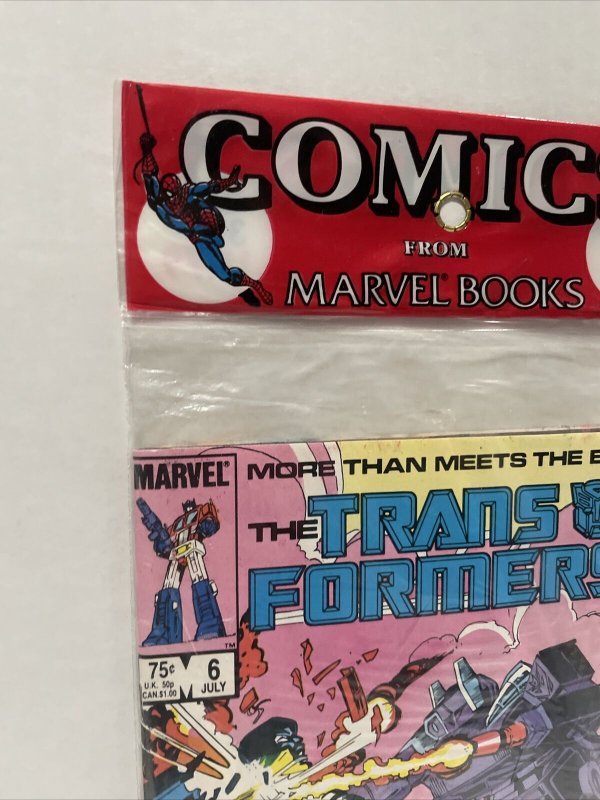 COMIC
FROM
MARVEL® BOOKS
MARVEL®
MORE THAN MEETS THE E
THE TRANS
FORMERS
TM
75¢ 6
U.K. 50p JULY
CAN. $1.00